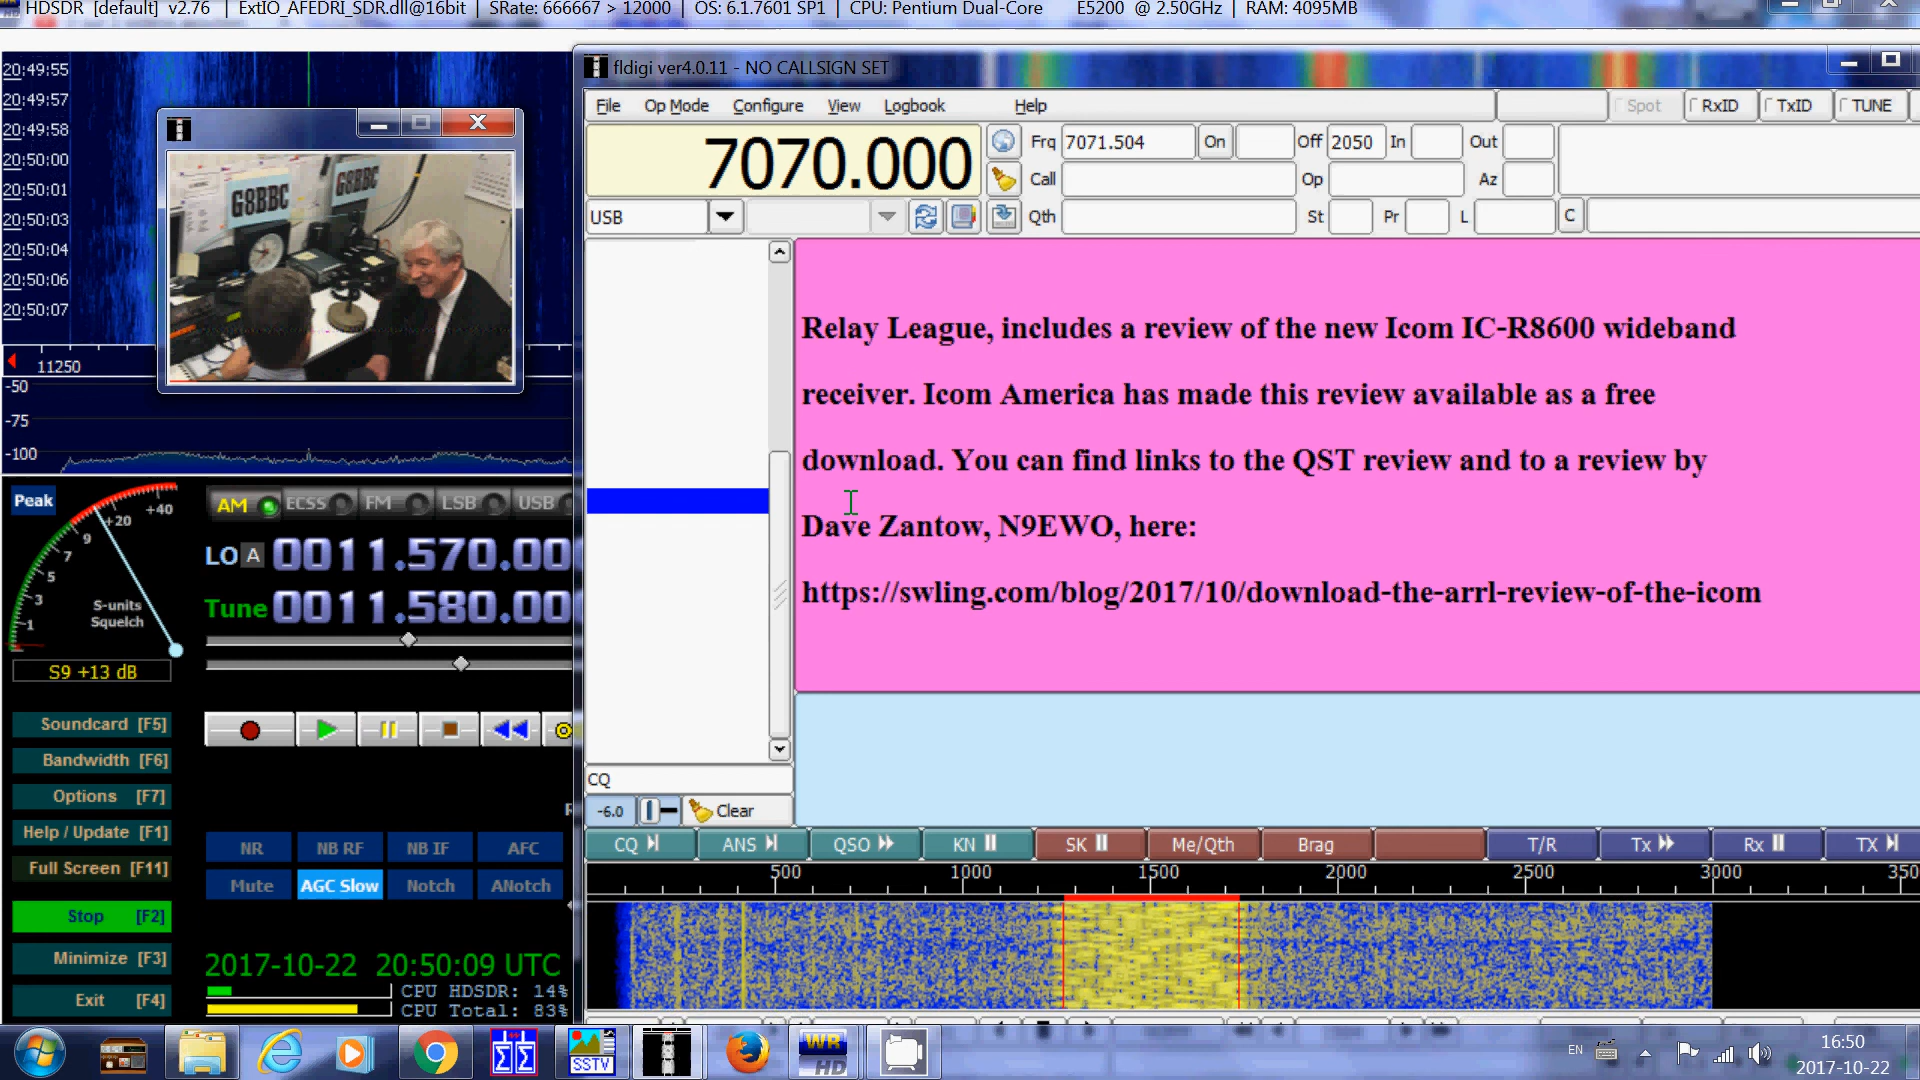 HDSDR [default] v2.76 | ExtIO_AFEDRI_SDR.dll@16bit | SRate: 666667 > 12000 | OS: 6.1.7601 SP1 | CPU: Pentium Dual-Core E5200 @ 2.50GHz | RAM: 4095MB
20:49:55
20:49:57
20:49:58
20:50:00
20:50:01
20:50:03
20:50:04
20:50:06
20:50:07
G8BBC
G8BBC
11250
-50
-75
-100
Peak
1
3
5
7
9
+20
+40
S-units
Squelch
S9 +13 dB
AM ECSS FM LSB USB
LO A 0011.570.00
Tune 0011.580.00
Soundcard [F5]
Bandwidth [F6]
Options [F7]
Help / Update [F1]
Full Screen [F11]
Stop [F2]
Minimize [F3]
Exit [F4]
NR NB RF NB IF AFC
Mute AGC Slow Notch ANotch
2017-10-22 20:50:09 UTC
CPU HDSDR: 14%
CPU Total: 83%
fldigi ver4.0.11 - NO CALLSIGN SET
File Op Mode Configure View Logbook Help Spot RxID TxID TUNE
7070.000
Frq 7071.504 On Off 2050 In Out
Call Op Az
USB
Qth St Pr L C
Relay League, includes a review of the new Icom IC-R8600 wideband
receiver. Icom America has made this review available as a free
download. You can find links to the QST review and to a review by
Dave Zantow, N9EWO, here:
https://swling.com/blog/2017/10/download-the-arrl-review-of-the-icom
CQ
-6.0 Clear
CQ ANS QSO KN SK Me/Qth Brag T/R Tx Rx TX
500 1000 1500 2000 2500 3000 350
SSTV
WR
HD
EN
16:50
2017-10-22